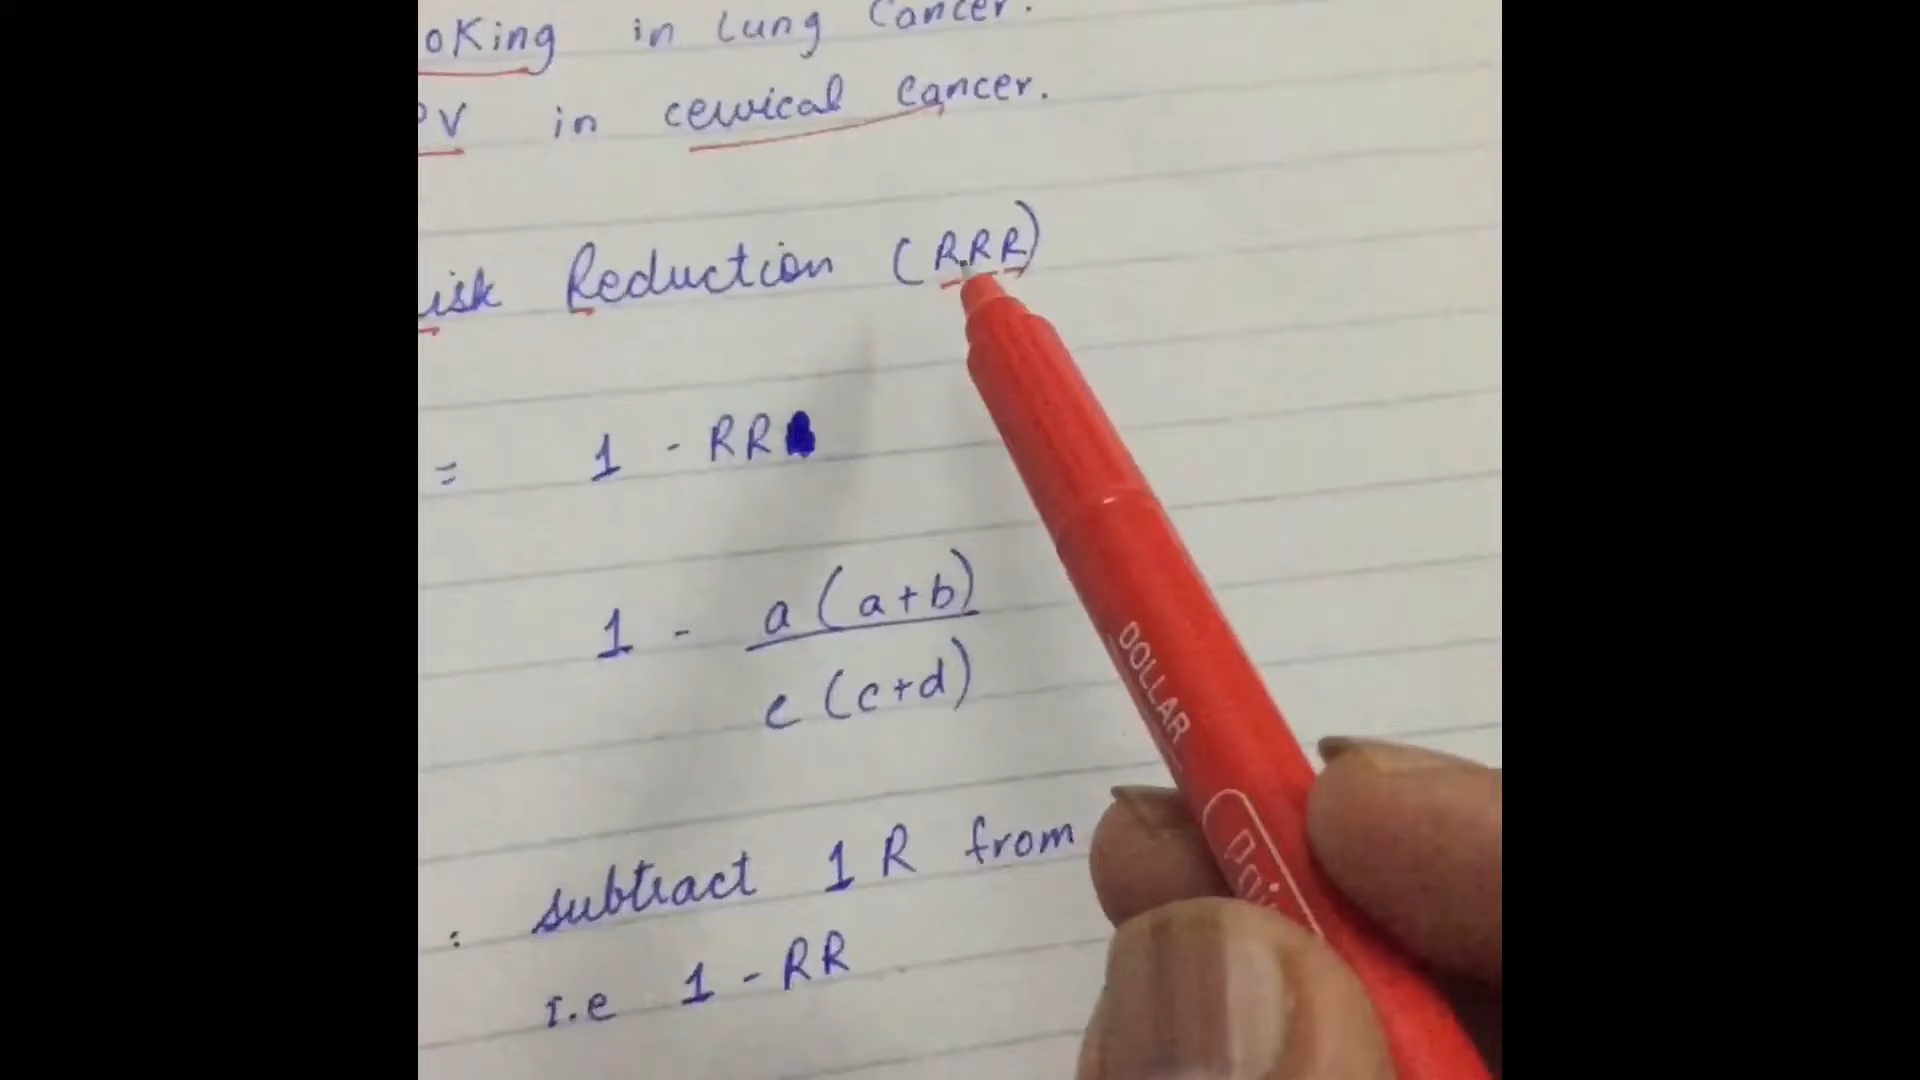 oKing in Lung Cancer.
PV in cervical Cancer.
isk Reduction (RRR)
= 1 - RR
1 - a (a+b)
c (c+d)
: subtract 1 R from
i.e 1 - RR
DOLLAR